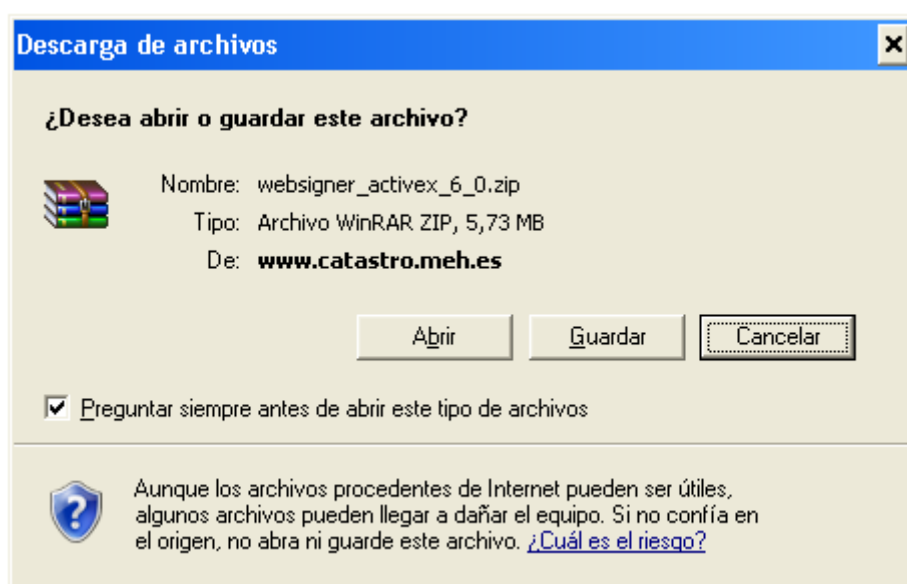 Descarga de archivos
¿Desea abrir o guardar este archivo?
Nombre: websigner_activex_6_0.zip
Tipo: Archivo WinRAR ZIP, 5,73 MB
De: www.catastro.meh.es
Abrir Guardar Cancelar
Preguntar siempre antes de abrir este tipo de archivos
Aunque los archivos procedentes de Internet pueden ser útiles,
algunos archivos pueden llegar a dañar el equipo. Si no confía en
el origen, no abra ni guarde este archivo. ¿Cuál es el riesgo?